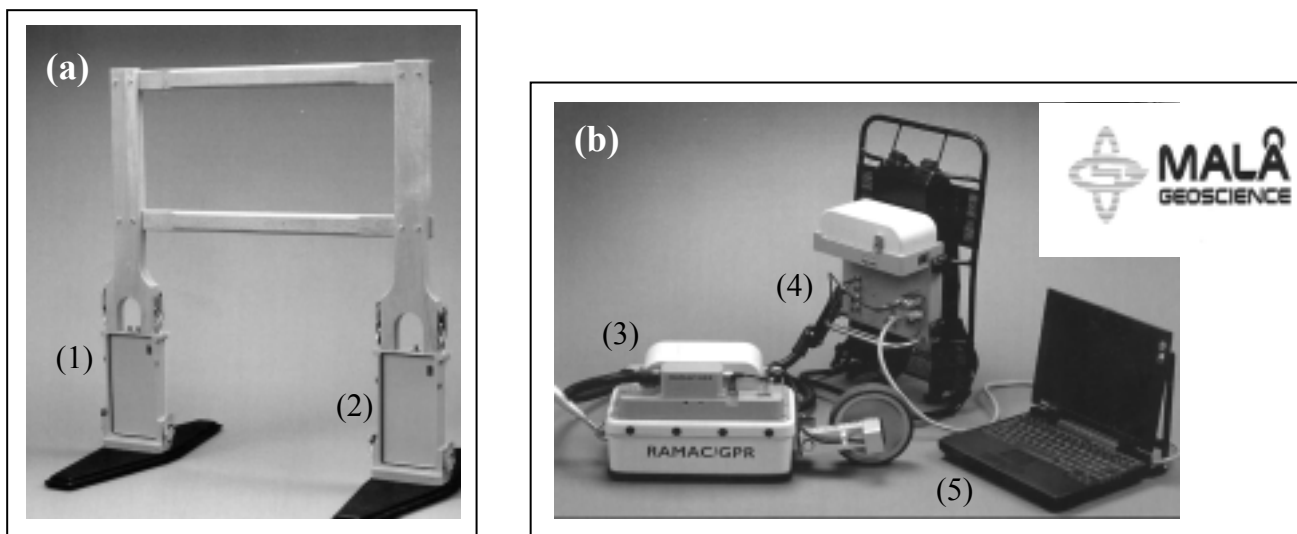 (a)
(1)
(2)
(b)
MALÅ
GEOSCIENCE
(4)
(3)
RAMAC/GPR
(5)